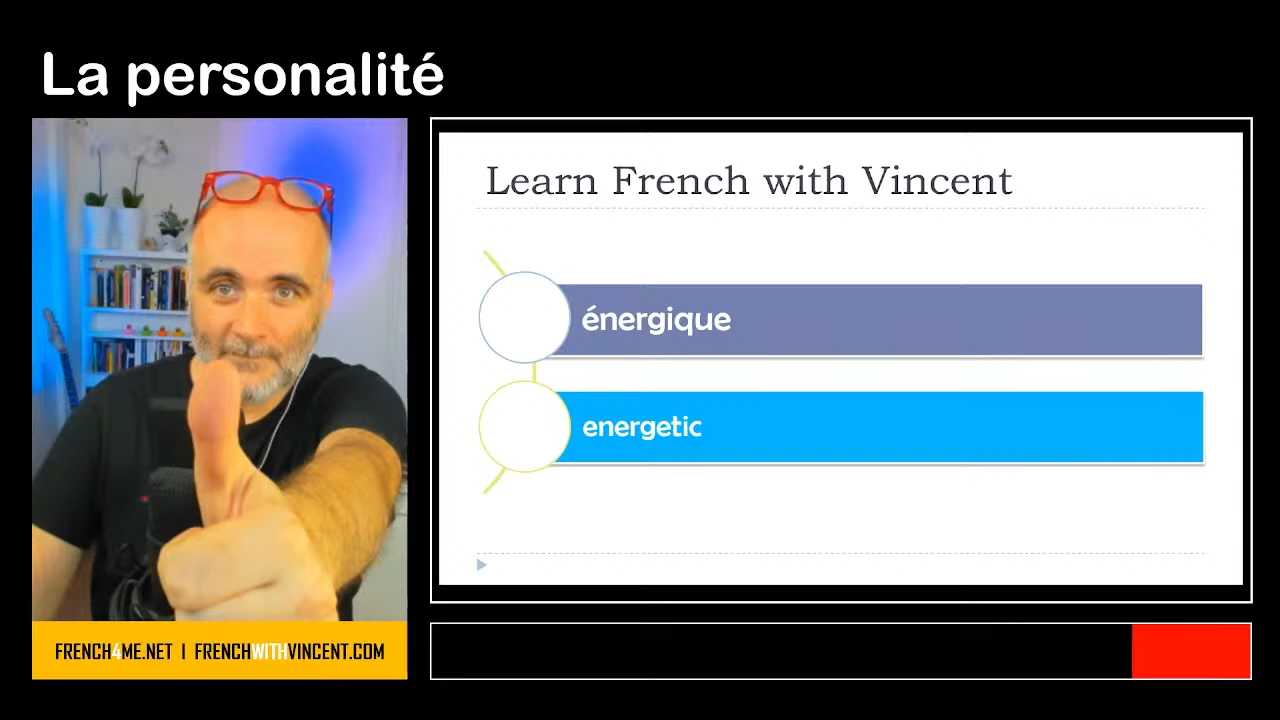 La personalité
Learn French with Vincent
énergique
energetic
FRENCH4ME.NET I FRENCHWITHVINCENT.COM